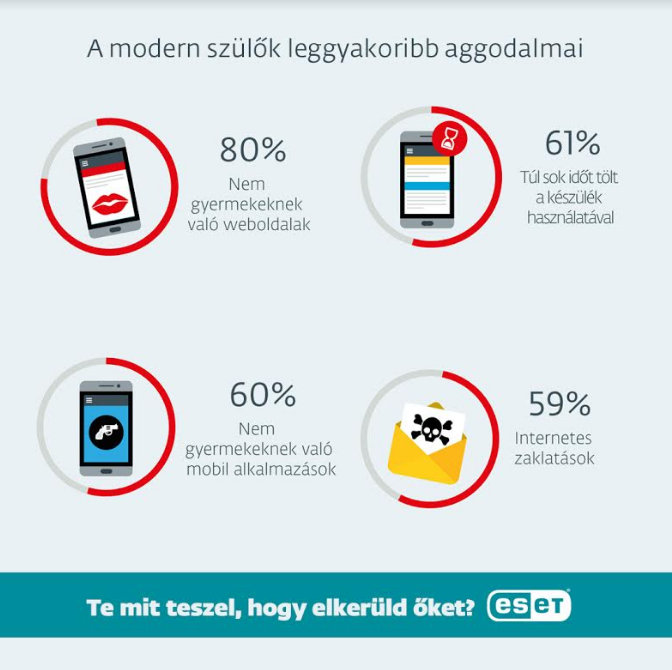 A modern szülők leggyakoribb aggodalmai
80%
Nem
gyermekeknek
való weboldalak
61%
Túl sok időt tölt
a készülék
használatával
60%
Nem
gyermekeknek való
mobil alkalmazások
59%
Internetes
zaklatások
Te mit teszel, hogy elkerüld őket? eseT